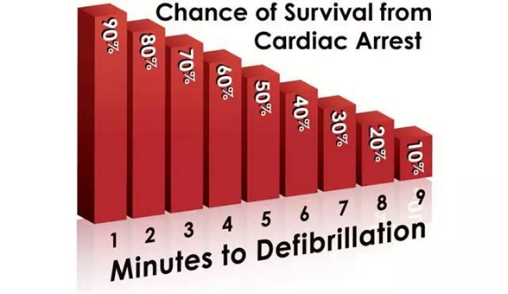 Chance of Survival from
Cardiac Arrest
90% 80% 70% 60% 50% 40% 30% 20% 10%
1 2 3 4 5 6 7 8 9
Minutes to Defibrillation